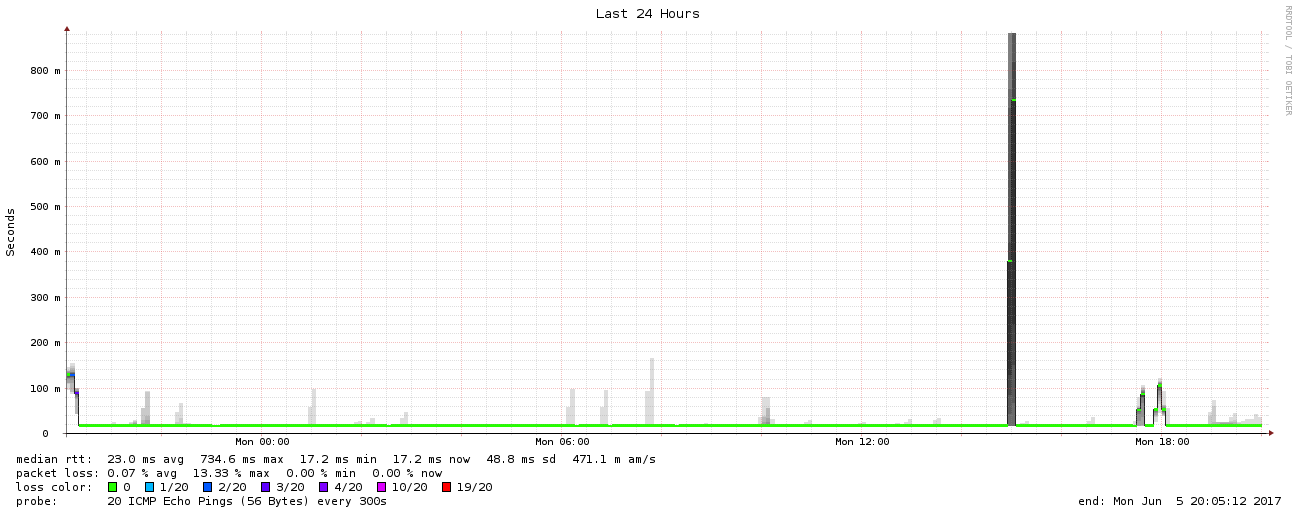 Last 24 Hours
RRDTOOL / TOBI OETIKER
Seconds
800 m
700 m
600 m
500 m
400 m
300 m
200 m
100 m
0
Mon 00:00 Mon 06:00 Mon 12:00 Mon 18:00
median rtt: 23.0 ms avg 734.6 ms max 17.2 ms min 17.2 ms now 48.8 ms sd 471.1 m am/s
packet loss: 0.07 % avg 13.33 % max 0.00 % min 0.00 % now
loss color: 0 1/20 2/20 3/20 4/20 10/20 19/20
probe: 20 ICMP Echo Pings (56 Bytes) every 300s end: Mon Jun 5 20:05:12 2017